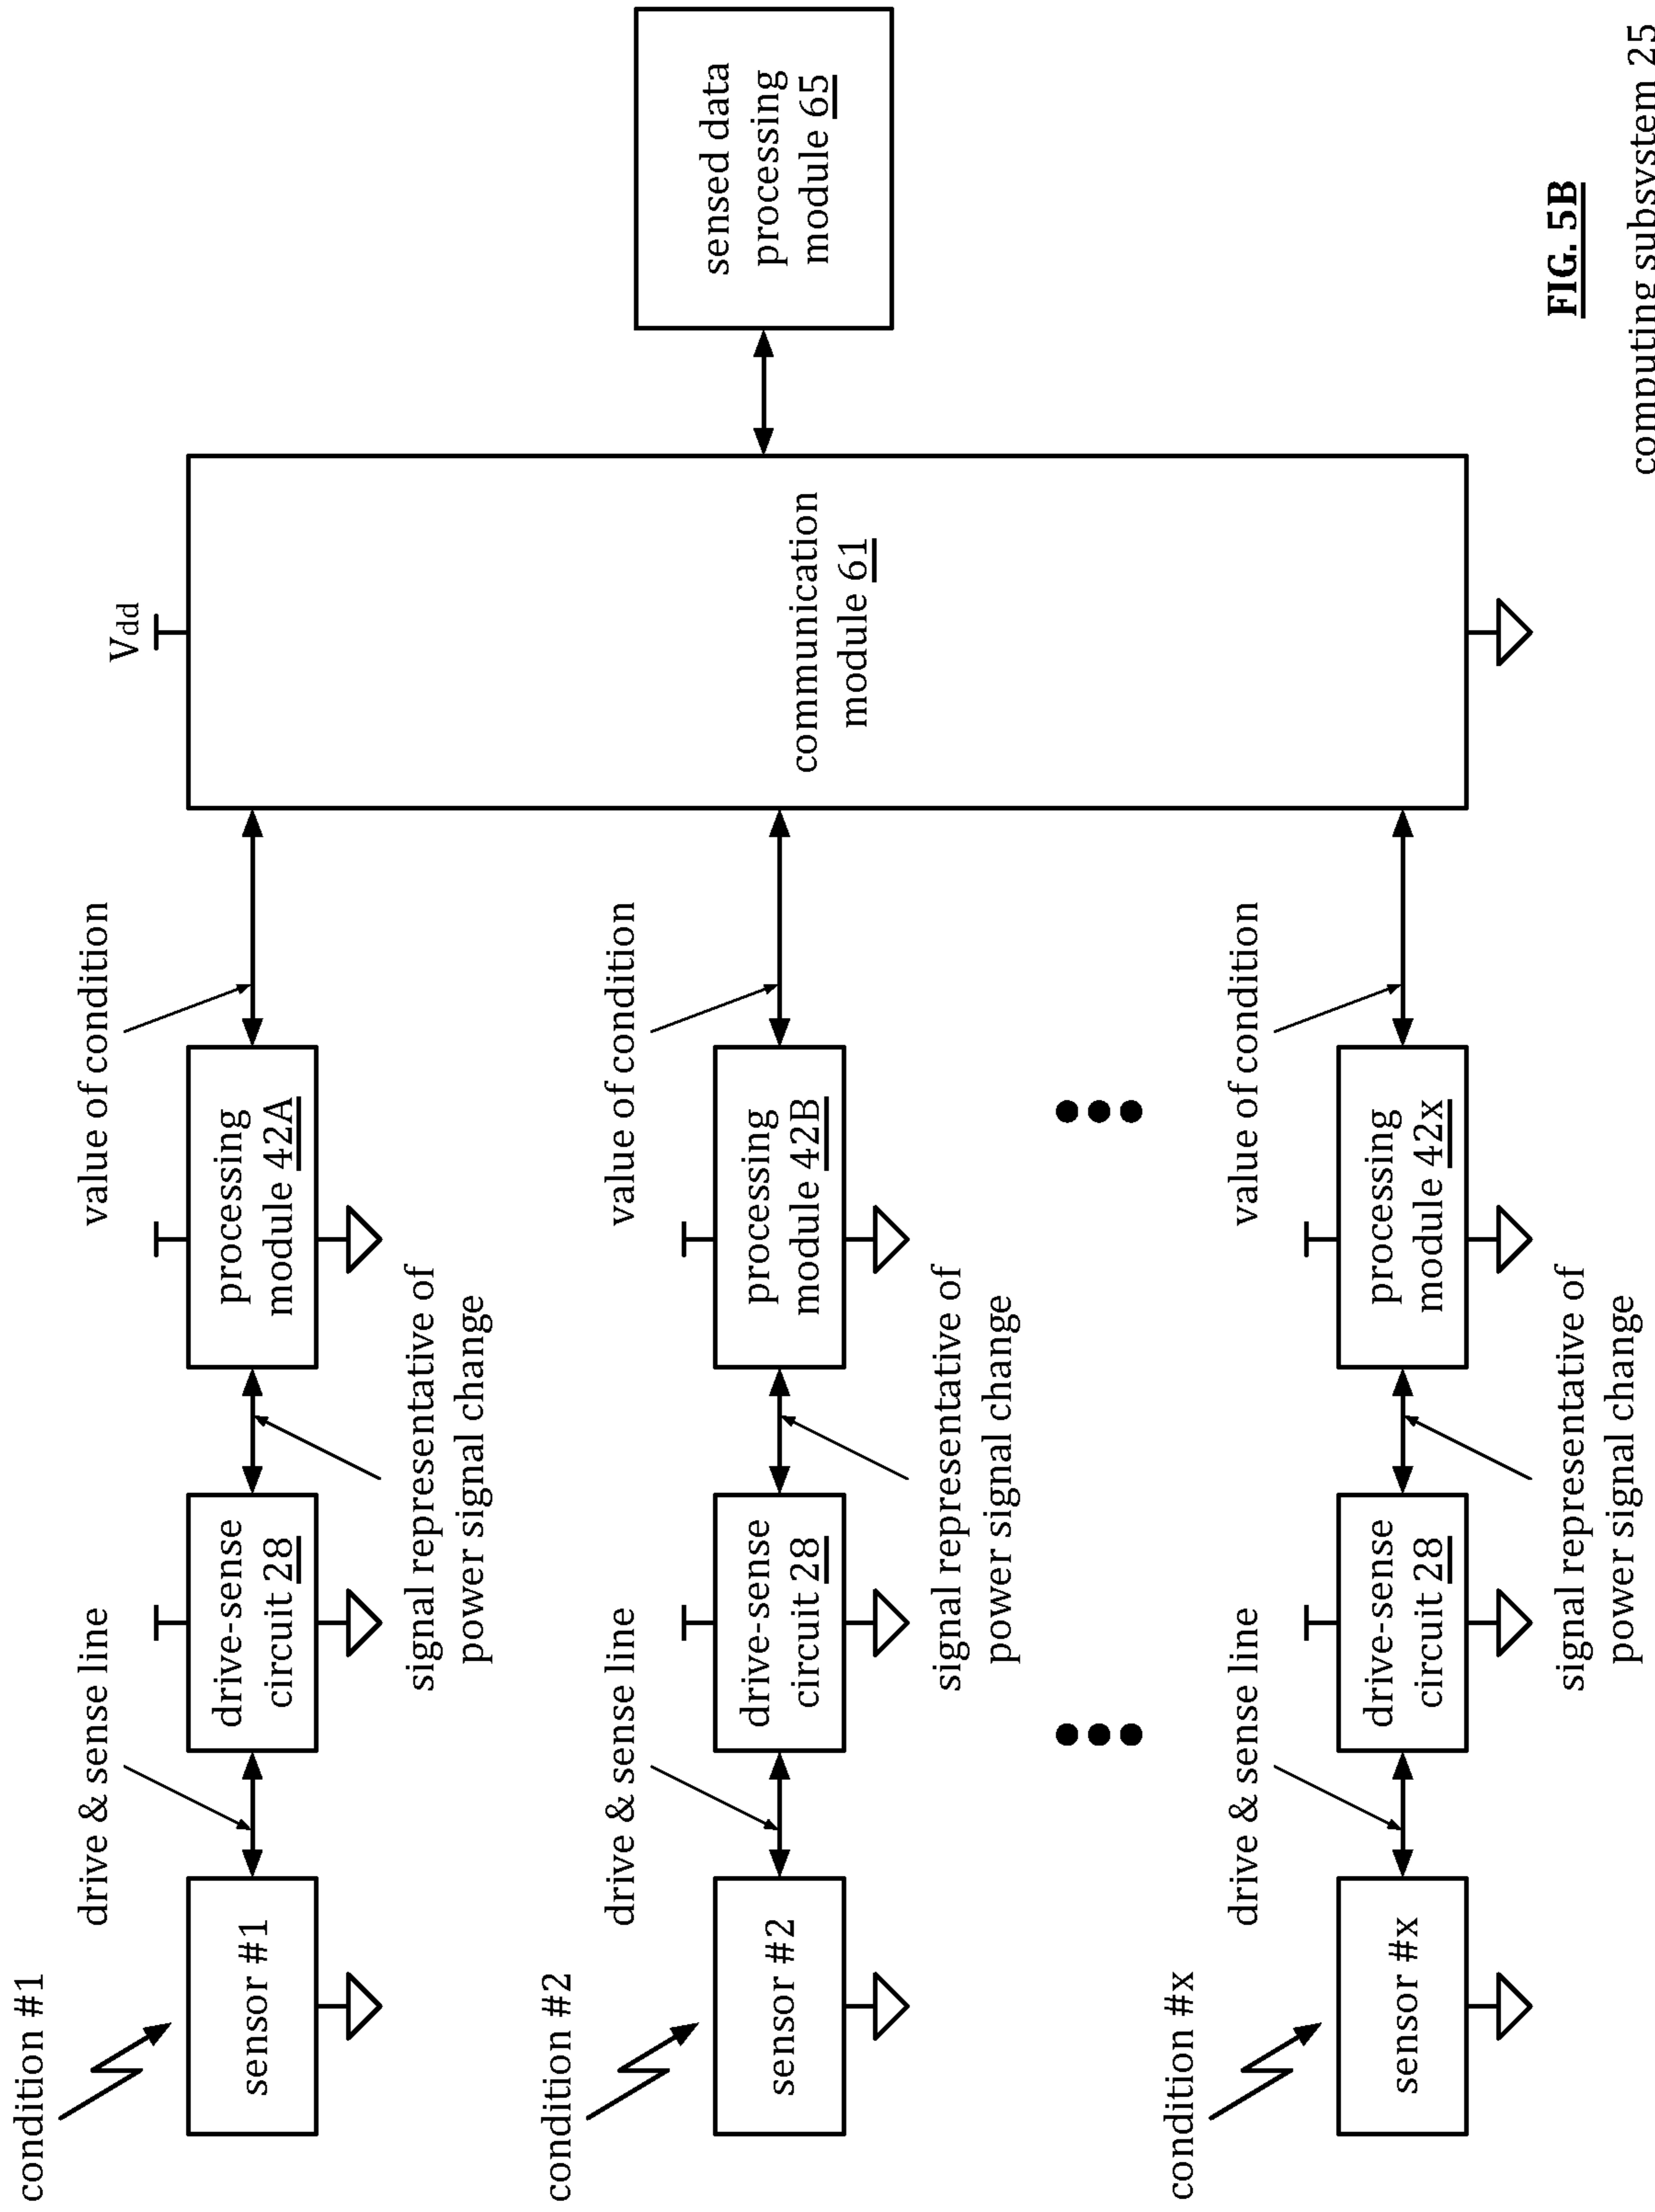 condition #1
drive & sense line
value of condition
Vdd
sensor #1
drive-sense
circuit 28
processing
module 42A
signal representative of
power signal change
condition #2
drive & sense line
value of condition
sensor #2
drive-sense
circuit 28
processing
module 42B
signal representative of
power signal change
communication
module 61
sensed data
processing
module 65
condition #x
drive & sense line
value of condition
sensor #x
drive-sense
circuit 28
processing
module 42x
signal representative of
power signal change
FIG. 5B
computing subsystem 25